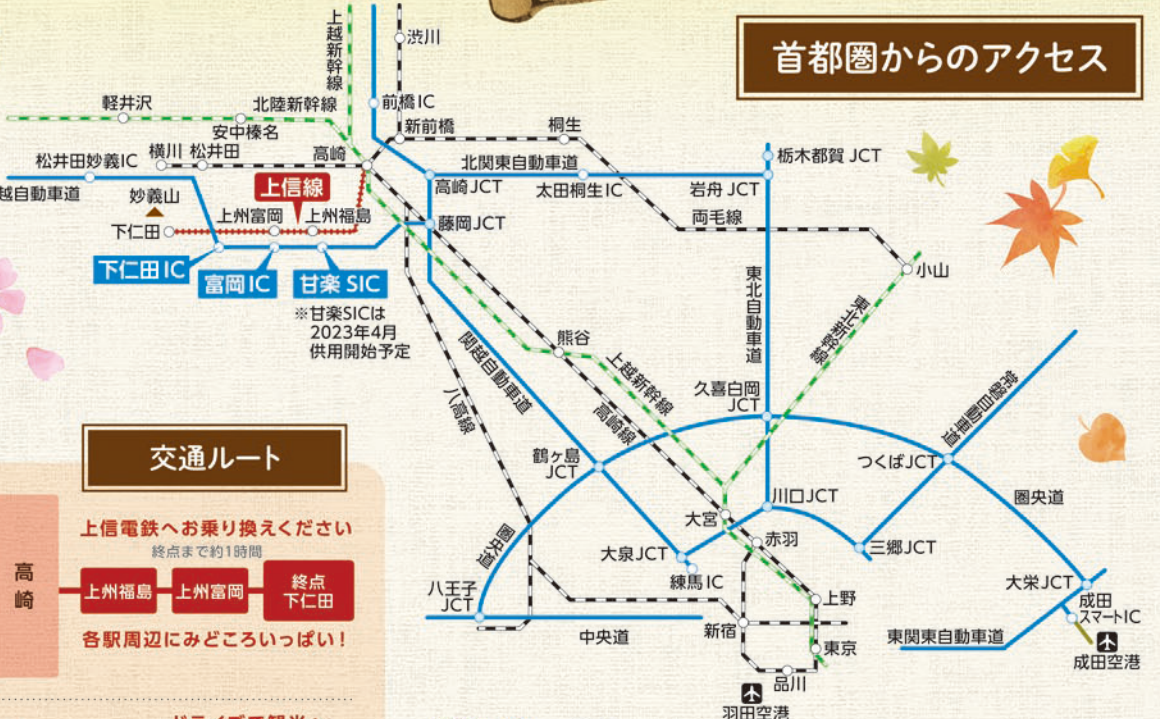 首都圏からのアクセス
上越新幹線
渋川
前橋IC
新前橋
軽井沢
北陸新幹線
安中榛名
桐生
松井田妙義IC
横川
松井田
高崎
北関東自動車道
栃木都賀 JCT
越自動車道
妙義山
上信線
高崎JCT
太田桐生IC
岩舟 JCT
下仁田
上州富岡
上州福島
藤岡JCT
両毛線
下仁田 IC
富岡 IC
甘楽 SIC
小山
※甘楽SICは
2023年4月
供用開始予定
東北自動車道
東北新幹線
関越自動車道
熊谷
上越新幹線
八高線
高崎線
久喜白岡
JCT
常磐自動車道
鶴ヶ島
JCT
つくばJCT
圏央道
圏央道
川口JCT
大宮
赤羽
三郷JCT
大泉JCT
練馬 IC
八王子
JCT
大栄JCT
成田
スマートIC
上野
新宿
中央道
東関東自動車道
東京
成田空港
品川
羽田空港
交通ルート
上信電鉄へお乗り換えください
終点まで約1時間
高崎
上州福島
上州富岡
終点
下仁田
各駅周辺にみどころいっぱい！